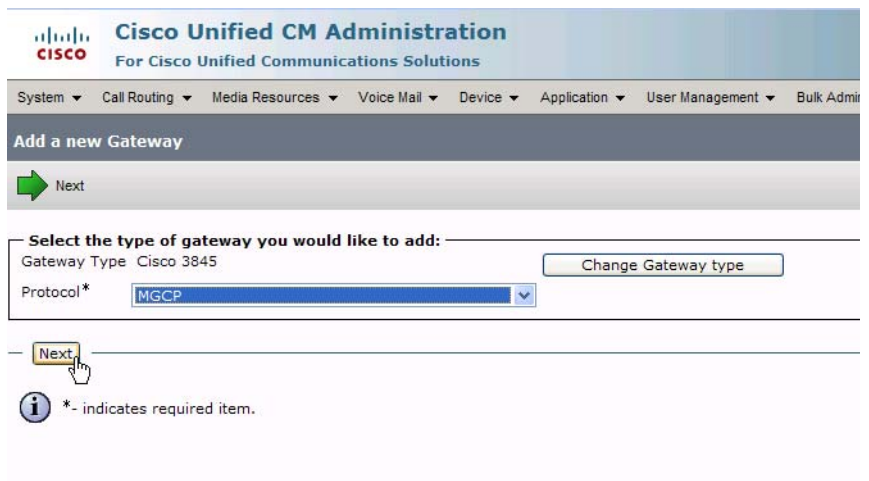 CISCO
Cisco Unified CM Administration
For Cisco Unified Communications Solutions
System Call Routing Media Resources Voice Mail Device Application User Management Bulk Admin
Add a new Gateway
Next
Select the type of gateway you would like to add:
Gateway Type Cisco 3845 Change Gateway type
Protocol* MGCP
Next
i *- indicates required item.